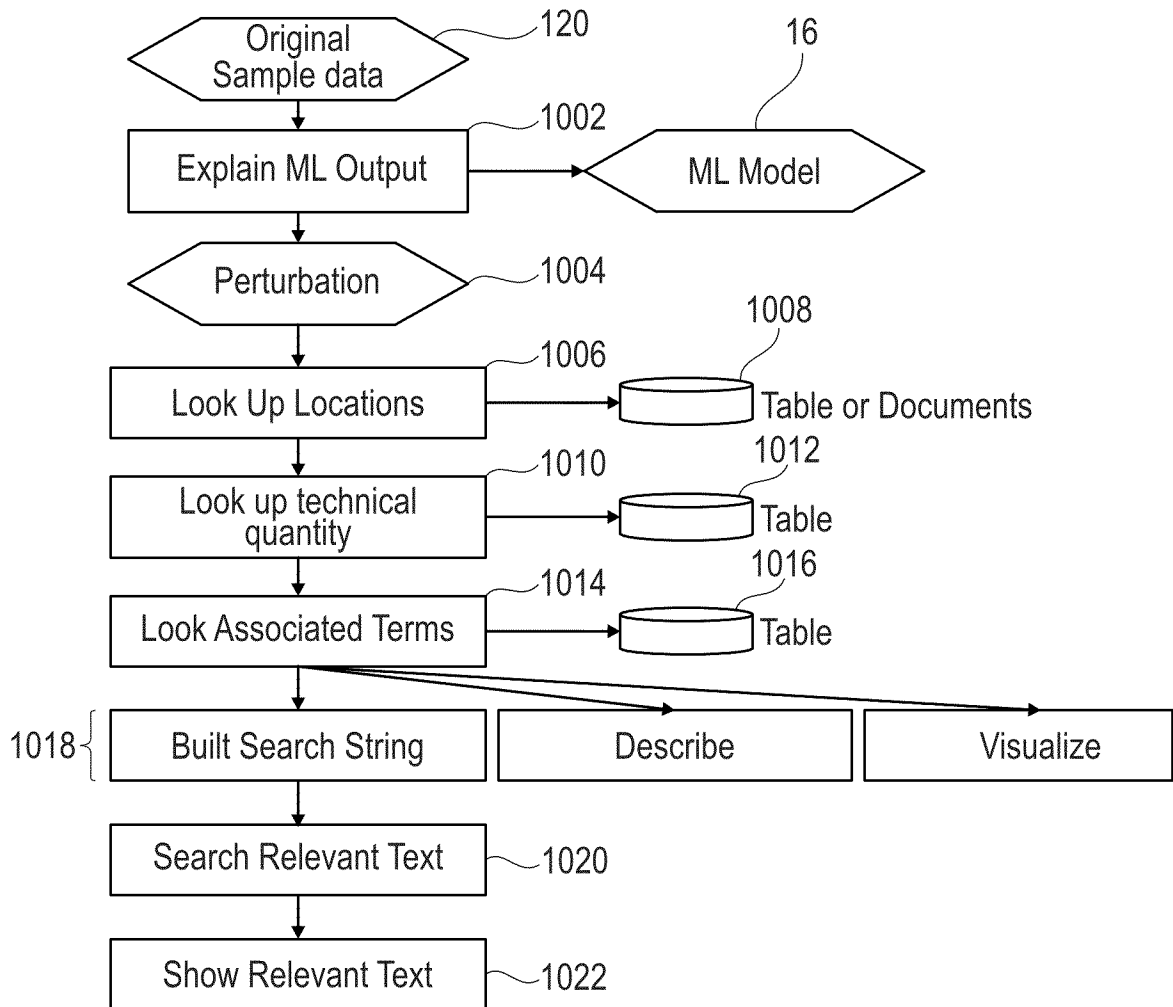 Original
Sample data
120
16
1002
Explain ML Output
ML Model
Perturbation
1004
1008
1006
Look Up Locations
Table or Documents
1010
1012
Look up technical
quantity
Table
1014
1016
Look Associated Terms
Table
1018
Built Search String
Describe
Visualize
Search Relevant Text
1020
Show Relevant Text
1022